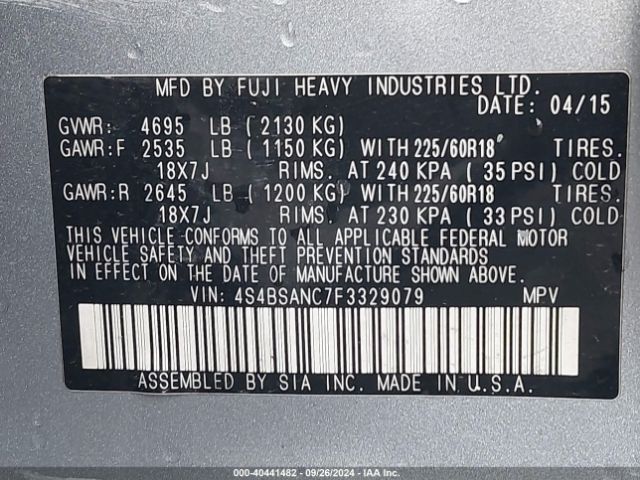 MFD BY FUJI HEAVY INDUSTRIES LTD.
DATE: 04/15
GVWR: 4695 LB (2130 KG)
GAWR:F 2535 LB (1150 KG) WITH 225/60R18 TIRES.
18X7J RIMS. AT 240 KPA (35 PSI) COLD
GAWR:R 2645 LB (1200 KG) WITH 225/60R18 TIRES.
18X7J RIMS. AT 230 KPA (33 PSI) COLD
THIS VEHICLE CONFORMS TO ALL APPLICABLE FEDERAL MOTOR
VEHICLE SAFETY AND THEFT PREVENTION STANDARDS
IN EFFECT ON THE DATE OF MANUFACTURE SHOWN ABOVE.
VIN: 4S4BSANC7F3329079 MPV
ASSEMBLED BY SIA INC. MADE IN U.S.A.
000-40441482 - 09/26/2024 - IAA Inc.